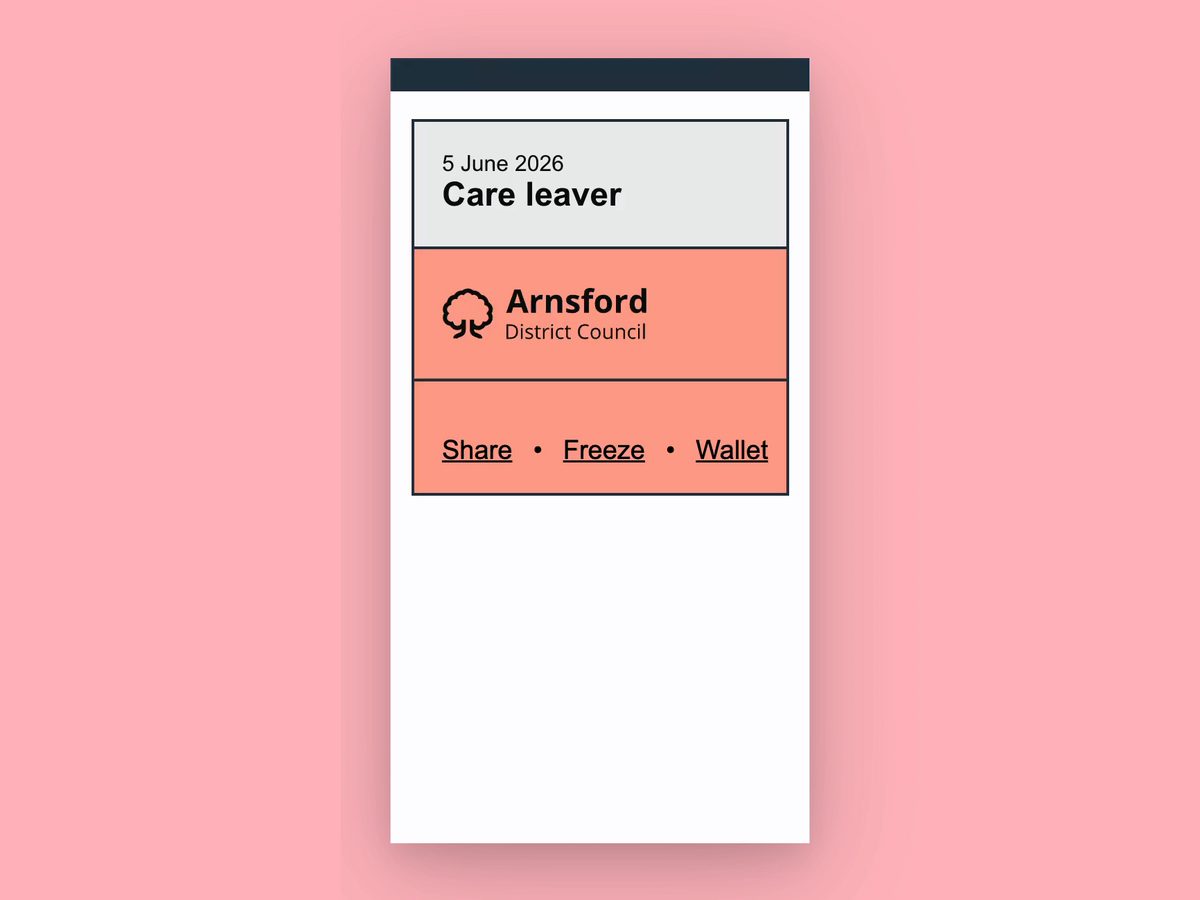 5 June 2026
Care leaver
Arnsford
District Council
Share • Freeze • Wallet